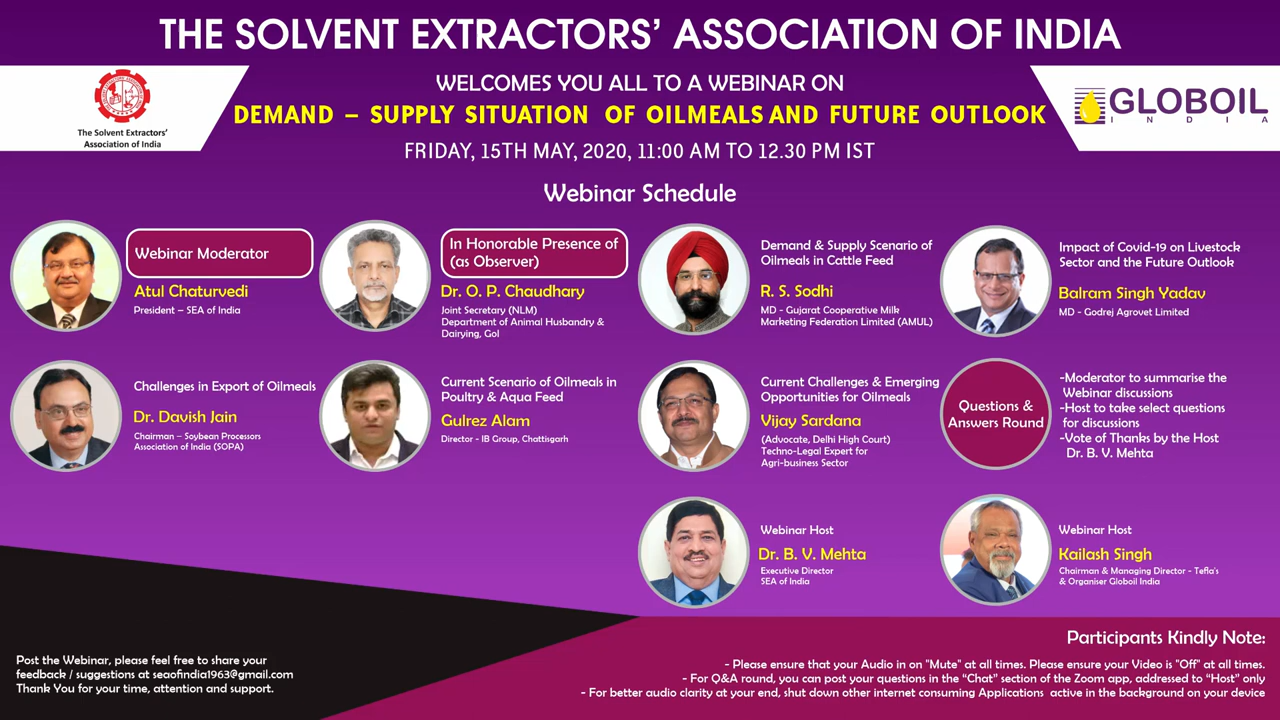 THE SOLVENT EXTRACTORS' ASSOCIATION OF INDIA
WELCOMES YOU ALL TO A WEBINAR ON
DEMAND – SUPPLY SITUATION OF OILMEALS AND FUTURE OUTLOOK
FRIDAY, 15TH MAY, 2020, 11:00 AM TO 12.30 PM IST
The Solvent Extractors'
Association of India
GLOBOIL
INDIA
Webinar Schedule
Webinar Moderator
Atul Chaturvedi
President – SEA of India
In Honorable Presence of
(as Observer)
Dr. O. P. Chaudhary
Joint Secretary (NLM)
Department of Animal Husbandry &
Dairying, GoI
Demand & Supply Scenario of
Oilmeals in Cattle Feed
R. S. Sodhi
MD - Gujarat Cooperative Milk
Marketing Federation Limited (AMUL)
Impact of Covid-19 on Livestock
Sector and the Future Outlook
Balram Singh Yadav
MD - Godrej Agrovet Limited
Challenges in Export of Oilmeals
Dr. Davish Jain
Chairman – Soybean Processors
Association of India (SOPA)
Current Scenario of Oilmeals in
Poultry & Aqua Feed
Gulrez Alam
Director - IB Group, Chattisgarh
Current Challenges & Emerging
Opportunities for Oilmeals
Vijay Sardana
(Advocate, Delhi High Court)
Techno-Legal Expert for
Agri-business Sector
Questions &
Answers Round
-Moderator to summarise the
Webinar discussions
-Host to take select questions
for discussions
-Vote of Thanks by the Host
Dr. B. V. Mehta
Webinar Host
Dr. B. V. Mehta
Executive Director
SEA of India
Webinar Host
Kailash Singh
Chairman & Managing Director - Tefla's
& Organiser Globoil India
Post the Webinar, please feel free to share your
feedback / suggestions at seaofindia1963@gmail.com
Thank You for your time, attention and support.
Participants Kindly Note:
- Please ensure that your Audio in on "Mute" at all times. Please ensure your Video is "Off" at all times.
- For Q&A round, you can post your questions in the "Chat" section of the Zoom app, addressed to "Host" only
- For better audio clarity at your end, shut down other internet consuming Applications active in the background on your device